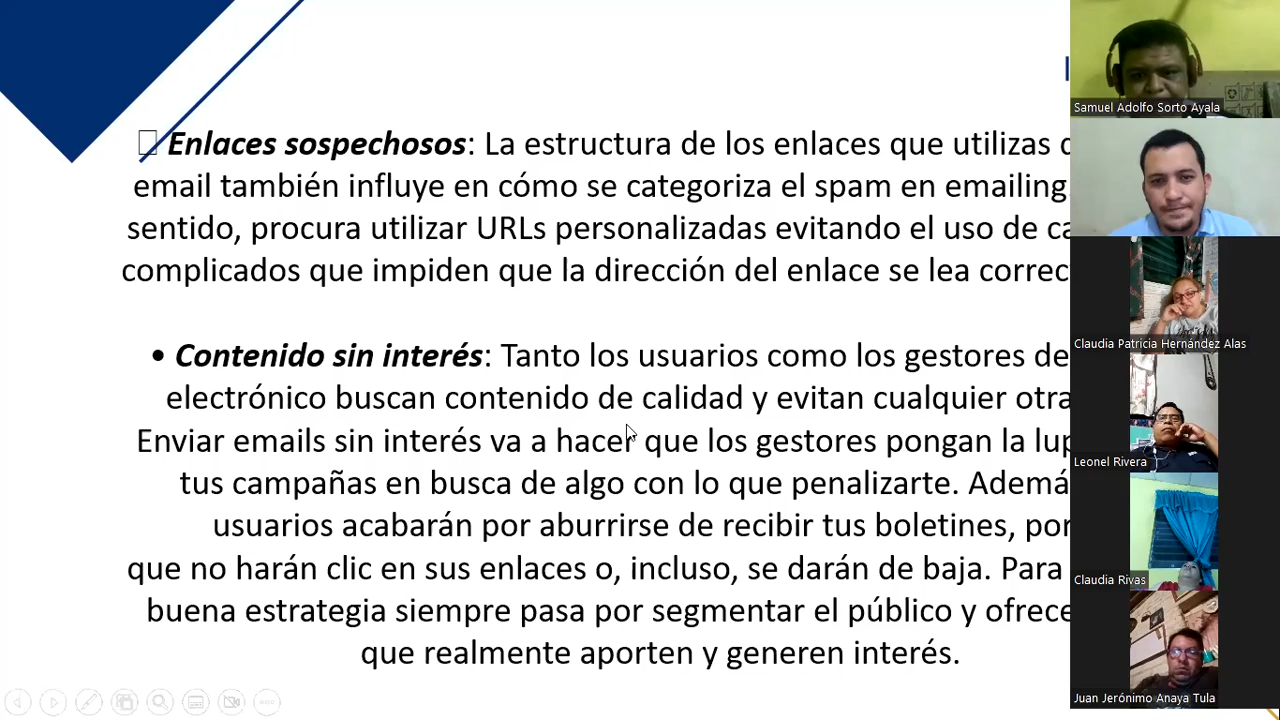 Enlaces sospechosos: La estructura de los enlaces que utilizas
email también influye en cómo se categoriza el spam en emailing.
sentido, procura utilizar URLs personalizadas evitando el uso de
complicados que impiden que la dirección del enlace se lea
• Contenido sin interés: Tanto los usuarios como los gestores de
electrónico buscan contenido de calidad y evitan cualquier otra
Enviar emails sin interés va a hacer que los gestores pongan la
tus campañas en busca de algo con lo que penalizarte.
usuarios acabarán por aburrirse de recibir tus boletines,
que no harán clic en sus enlaces o, incluso, se darán de baja. Para
buena estrategia siempre pasa por segmentar el público y
que realmente aporten y generen interés.
Samuel Adolfo Sorto Ayala
Claudia Patricia Hernández Alas
Leonel Rivera
Claudia Rivas
Juan Jerónimo Anaya Tula